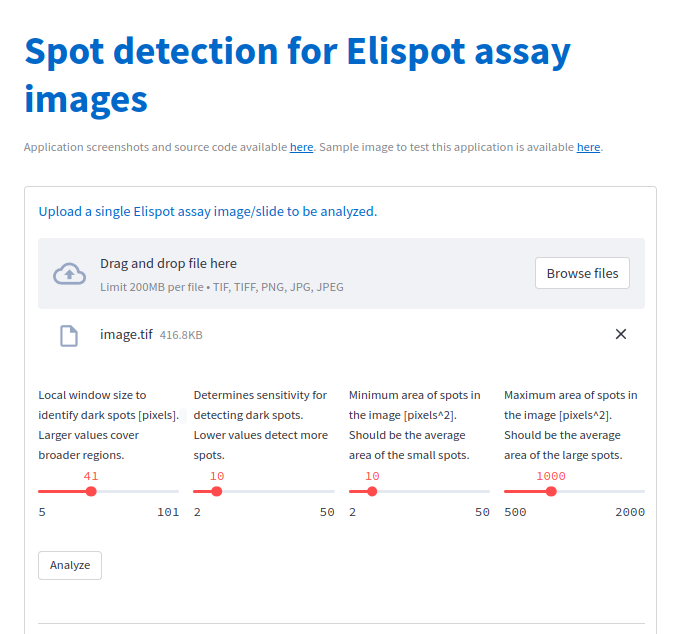 Spot detection for Elispot assay
images
Application screenshots and source code available here. Sample image to test this application is available here.
Upload a single Elispot assay image/slide to be analyzed.
Drag and drop file here
Limit 200MB per file • TIF, TIFF, PNG, JPG, JPEG
Browse files
image.tif 416.8KB
Local window size to
identify dark spots [pixels].
Larger values cover
broader regions.
41
5 101
Determines sensitivity for
detecting dark spots.
Lower values detect more
spots.
10
2 50
Minimum area of spots in
the image [pixels^2].
Should be the average
area of the small spots.
10
2 50
Maximum area of spots in
the image [pixels^2].
Should be the average
area of the large spots.
1000
500 2000
Analyze